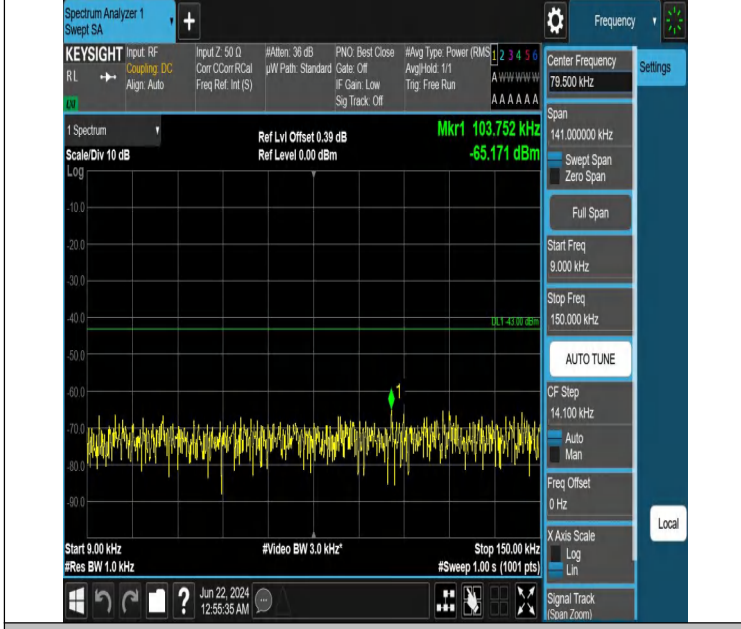 Spectrum Analyzer 1
Swept SA
+
Frequency
KEYSIGHT
RL
Input: RF
Coupling: DC
Align: Auto
Input Z: 50 Ω
Corr CCorr RCal
Freq Ref: Int (S)
#Atten: 36 dB
µW Path: Standard
PNO: Best Close
Gate: Off
IF Gain: Low
Sig Track: Off
#Avg Type: Power (RMS
Avg|Hold: 1/1
Trig: Free Run
1 2 3 4 5 6
A W W W W W
A A A A A A
1 Spectrum
Scale/Div 10 dB
Log
Ref Lvl Offset 0.39 dB
Ref Level 0.00 dBm
Mkr1 103.752 kHz
-65.171 dBm
-10.0
-20.0
-30.0
-40.0
DL1 -43.00 dBm
-50.0
-60.0
1
-70.0
-80.0
-90.0
Start 9.00 kHz
#Res BW 1.0 kHz
#Video BW 3.0 kHz*
Stop 150.00 kHz
#Sweep 1.00 s (1001 pts)
?
Jun 22, 2024
12:55:35 AM
Center Frequency
79.500 kHz
Settings
Span
141.000000 kHz
Swept Span
Zero Span
Full Span
Start Freq
9.000 kHz
Stop Freq
150.000 kHz
AUTO TUNE
CF Step
14.100 kHz
Auto
Man
Freq Offset
0 Hz
X Axis Scale
Log
Lin
Local
Signal Track
(Span Zoom)